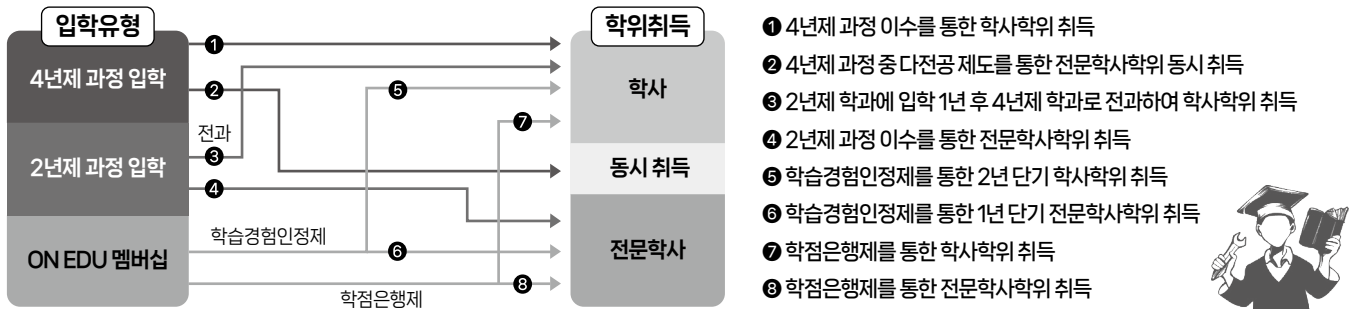 입학유형
4년제 과정 입학
2년제 과정 입학
ON EDU 멤버십
❶
❷
전과
❸
❹
❺
❼
학습경험인정제
❻
❽
학점은행제
학위취득
학사
동시 취득
전문학사
❶ 4년제 과정 이수를 통한 학사학위 취득
❷ 4년제 과정 중 다전공 제도를 통한 전문학사학위 동시 취득
❸ 2년제 학과에 입학 1년 후 4년제 학과로 전과하여 학사학위 취득
❹ 2년제 과정 이수를 통한 전문학사학위 취득
❺ 학습경험인정제를 통한 2년 단기 학사학위 취득
❻ 학습경험인정제를 통한 1년 단기 전문학사학위 취득
❼ 학점은행제를 통한 학사학위 취득
❽ 학점은행제를 통한 전문학사학위 취득